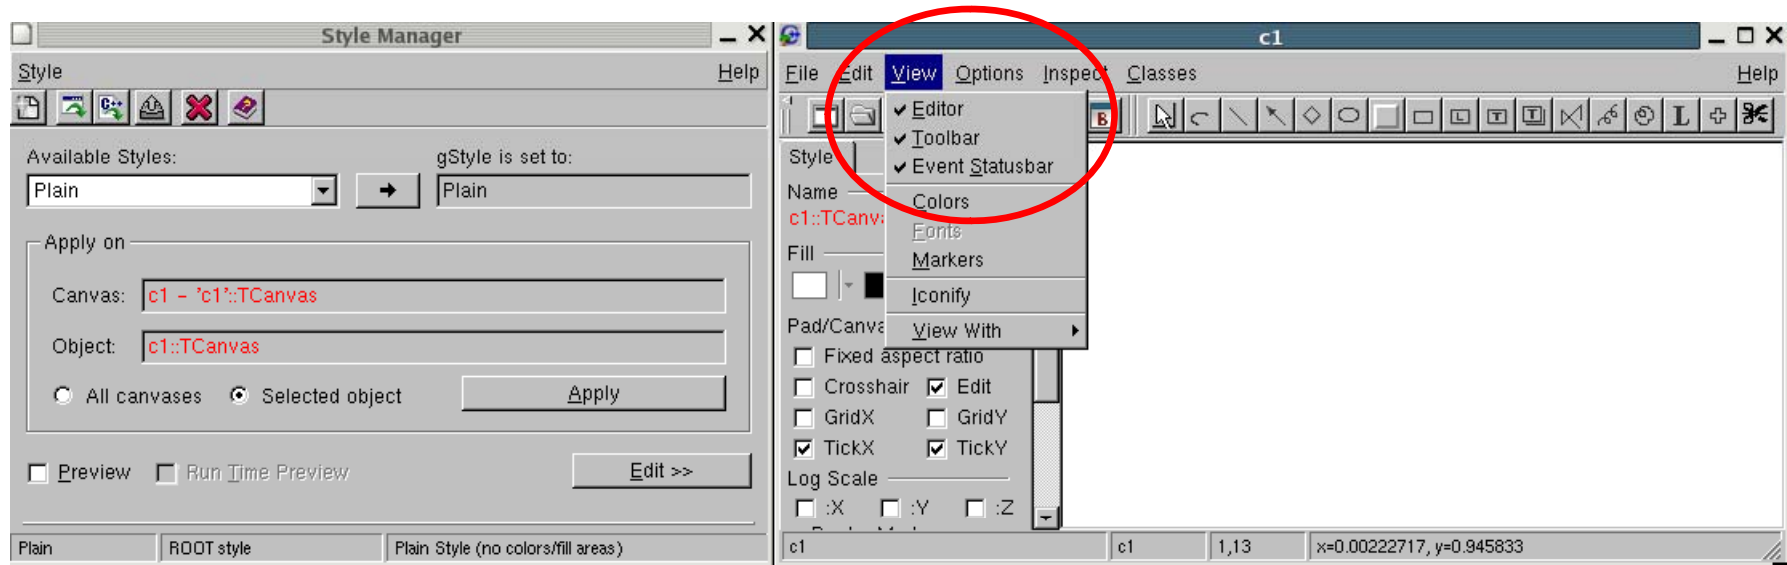 Style Manager
Style
Help
Available Styles:
gStyle is set to:
Plain
Plain
Apply on
Canvas:
c1 - 'c1'::TCanvas
Object:
c1::TCanvas
All canvases
Selected object
Apply
Preview
Run Time Preview
Edit >>
Plain
ROOT style
Plain Style (no colors/fill areas)
c1
File Edit View Options Inspect Classes
Help
Editor
Toolbar
Event Statusbar
Colors
Fonts
Markers
Iconify
View With
B
C++
L
T
T
L
Style
Name
c1::TCanva
Fill
Pad/Canva
Fixed aspect ratio
Crosshair
Edit
GridX
GridY
TickX
TickY
Log Scale
:X
:Y
:Z
c1
c1
1,13
x=0.00222717, y=0.945833